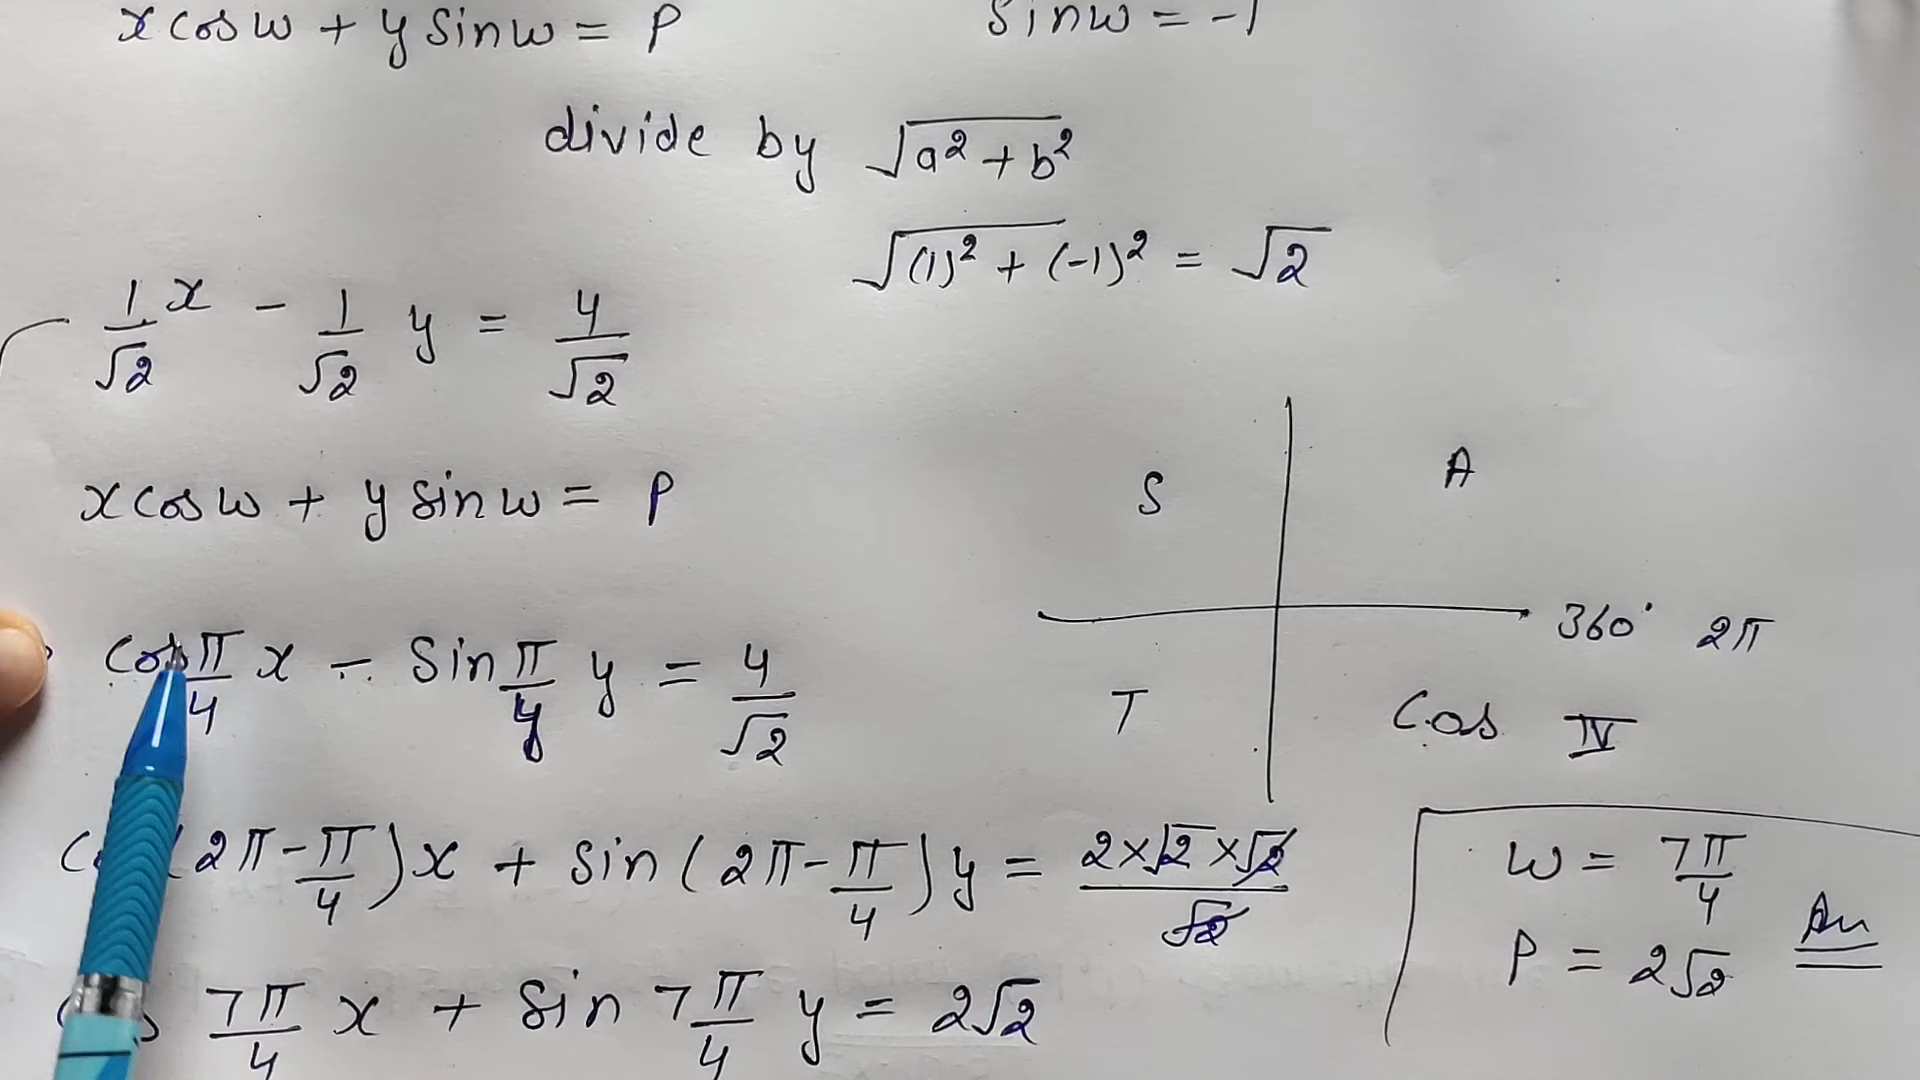 x cos w + y sin w = P
sin w = -1
divide by √(a² + b²)
√((1)² + (-1)²) = √2
1/√2 x - 1/√2 y = 4/√2
x cos w + y sin w = P
S A
360° 2π
T Cos IV
cos π/4 x - sin π/4 y = 4/√2
(2π - π/4) x + sin (2π - π/4) y = 2×√2×√2/√2
7π/4 x + sin 7π/4 y = 2√2
w = 7π/4
P = 2√2 An